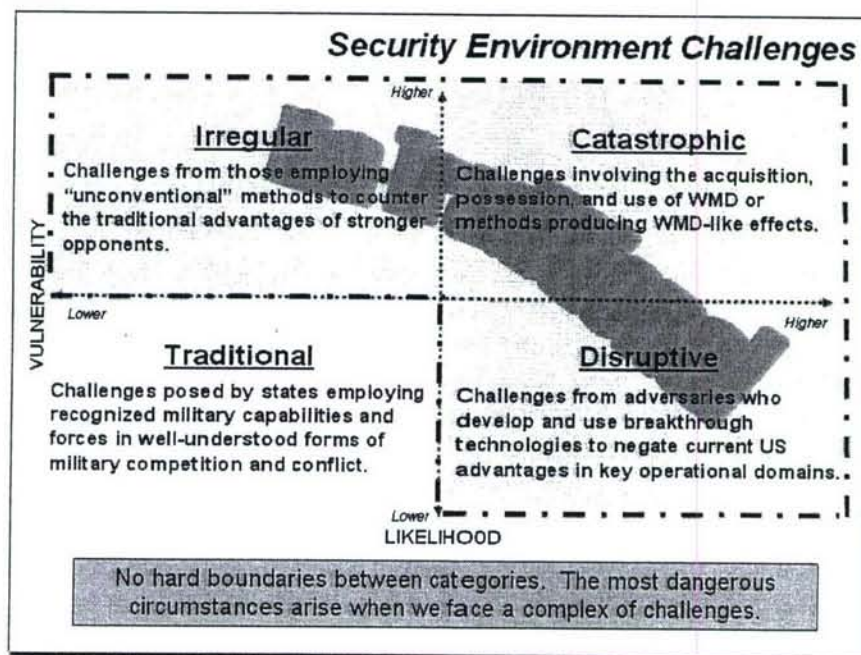 Security Environment Challenges
Higher
Irregular
Challenges from those employing
"unconventional" methods to counter
the traditional advantages of stronger
opponents.
Catastrophic
Challenges involving the acquisition,
possession, and use of WMD or
methods producing WMD-like effects.
VULNERABILITY
Lower
Higher
Traditional
Challenges posed by states employing
recognized military capabilities and
forces in well-understood forms of
military competition and conflict.
Disruptive
Challenges from adversaries who
develop and use breakthrough
technologies to negate current US
advantages in key operational domains.
Lower
LIKELIHOOD
No hard boundaries between categories. The most dangerous
circumstances arise when we face a complex of challenges.